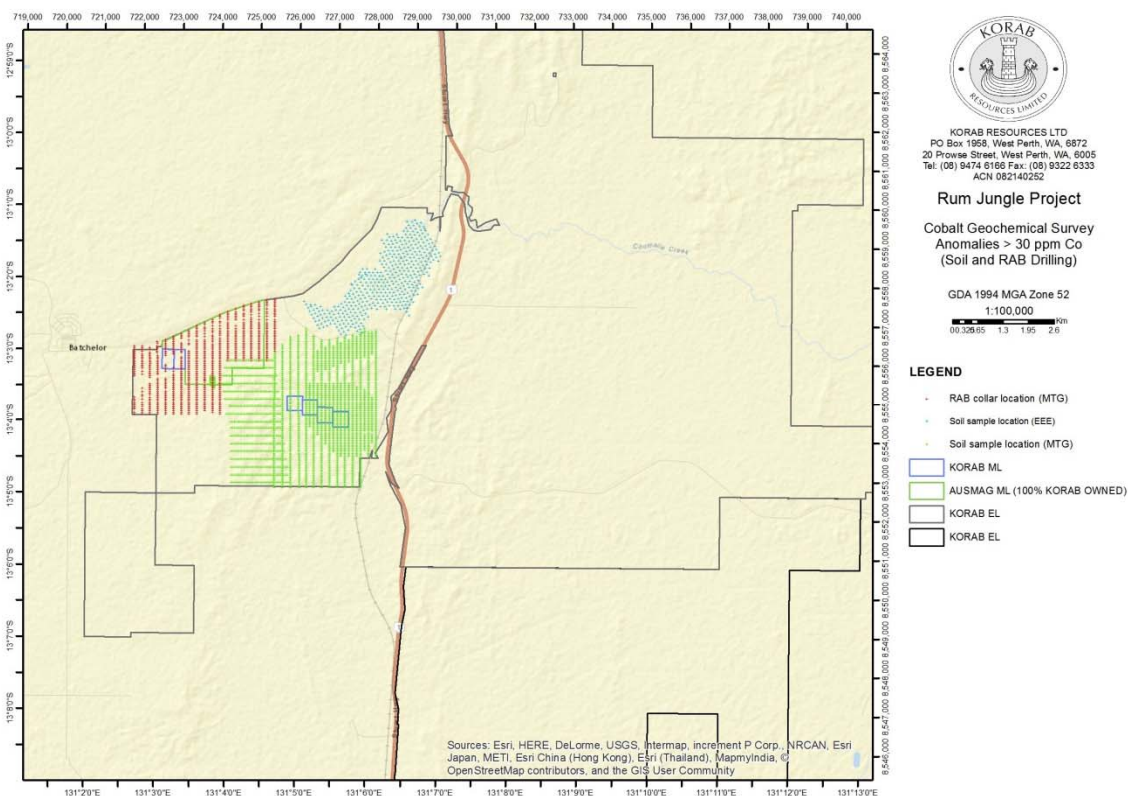 719,000 720,000 721,000 722,000 723,000 724,000 725,000 726,000 727,000 728,000 729,000 730,000 731,000 732,000 733,000 734,000 735,000 736,000 737,000 738,000 739,000 740,000
12°59'0"S
13°0'0"S
13°1'0"S
13°2'0"S
13°3'0"S
13°4'0"S
13°5'0"S
13°6'0"S
13°7'0"S
13°8'0"S
8,564,000
8,563,000
8,562,000
8,561,000
8,560,000
8,559,000
8,558,000
8,557,000
8,556,000
8,555,000
8,554,000
8,553,000
8,552,000
8,551,000
8,550,000
8,549,000
8,548,000
8,547,000
8,546,000
Stuart Hwy
Coomalie Creek
1
Batchelor
1
Sources: Esri, HERE, DeLorme, USGS, Intermap, increment P Corp., NRCAN, Esri
Japan, METI, Esri China (Hong Kong), Esri (Thailand), MapmyIndia, ©
OpenStreetMap contributors, and the GIS User Community
131°2'0"E 131°3'0"E 131°4'0"E 131°5'0"E 131°6'0"E 131°7'0"E 131°8'0"E 131°9'0"E 131°10'0"E 131°11'0"E 131°12'0"E 131°13'0"E
KORAB
RESOURCES LIMITED
KORAB RESOURCES LTD
PO Box 1958, West Perth, WA, 6872
20 Prowse Street, West Perth, WA, 6005
Tel: (08) 9474 6166 Fax: (08) 9322 6333
ACN 082140252
Rum Jungle Project
Cobalt Geochemical Survey
Anomalies > 30 ppm Co
(Soil and RAB Drilling)
GDA 1994 MGA Zone 52
1:100,000
Km
00.325 0.65 1.3 1.95 2.6
LEGEND
RAB collar location (MTG)
Soil sample location (EEE)
Soil sample location (MTG)
KORAB ML
AUSMAG ML (100% KORAB OWNED)
KORAB EL
KORAB EL